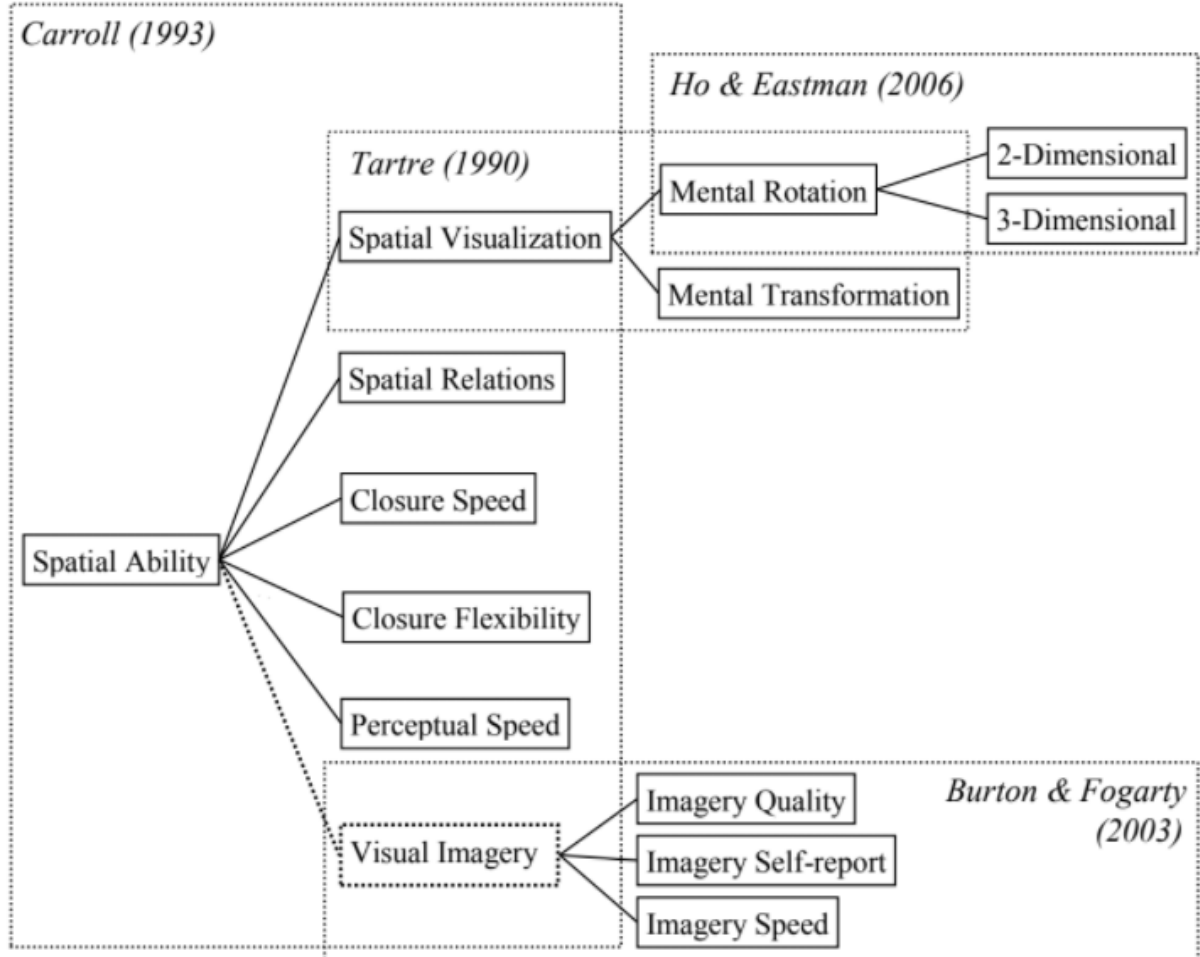 Carroll (1993)
Ho & Eastman (2006)
Tartre (1990)
2-Dimensional
Mental Rotation
3-Dimensional
Spatial Visualization
Mental Transformation
Spatial Relations
Closure Speed
Spatial Ability
Closure Flexibility
Perceptual Speed
Burton & Fogarty
(2003)
Imagery Quality
Visual Imagery
Imagery Self-report
Imagery Speed